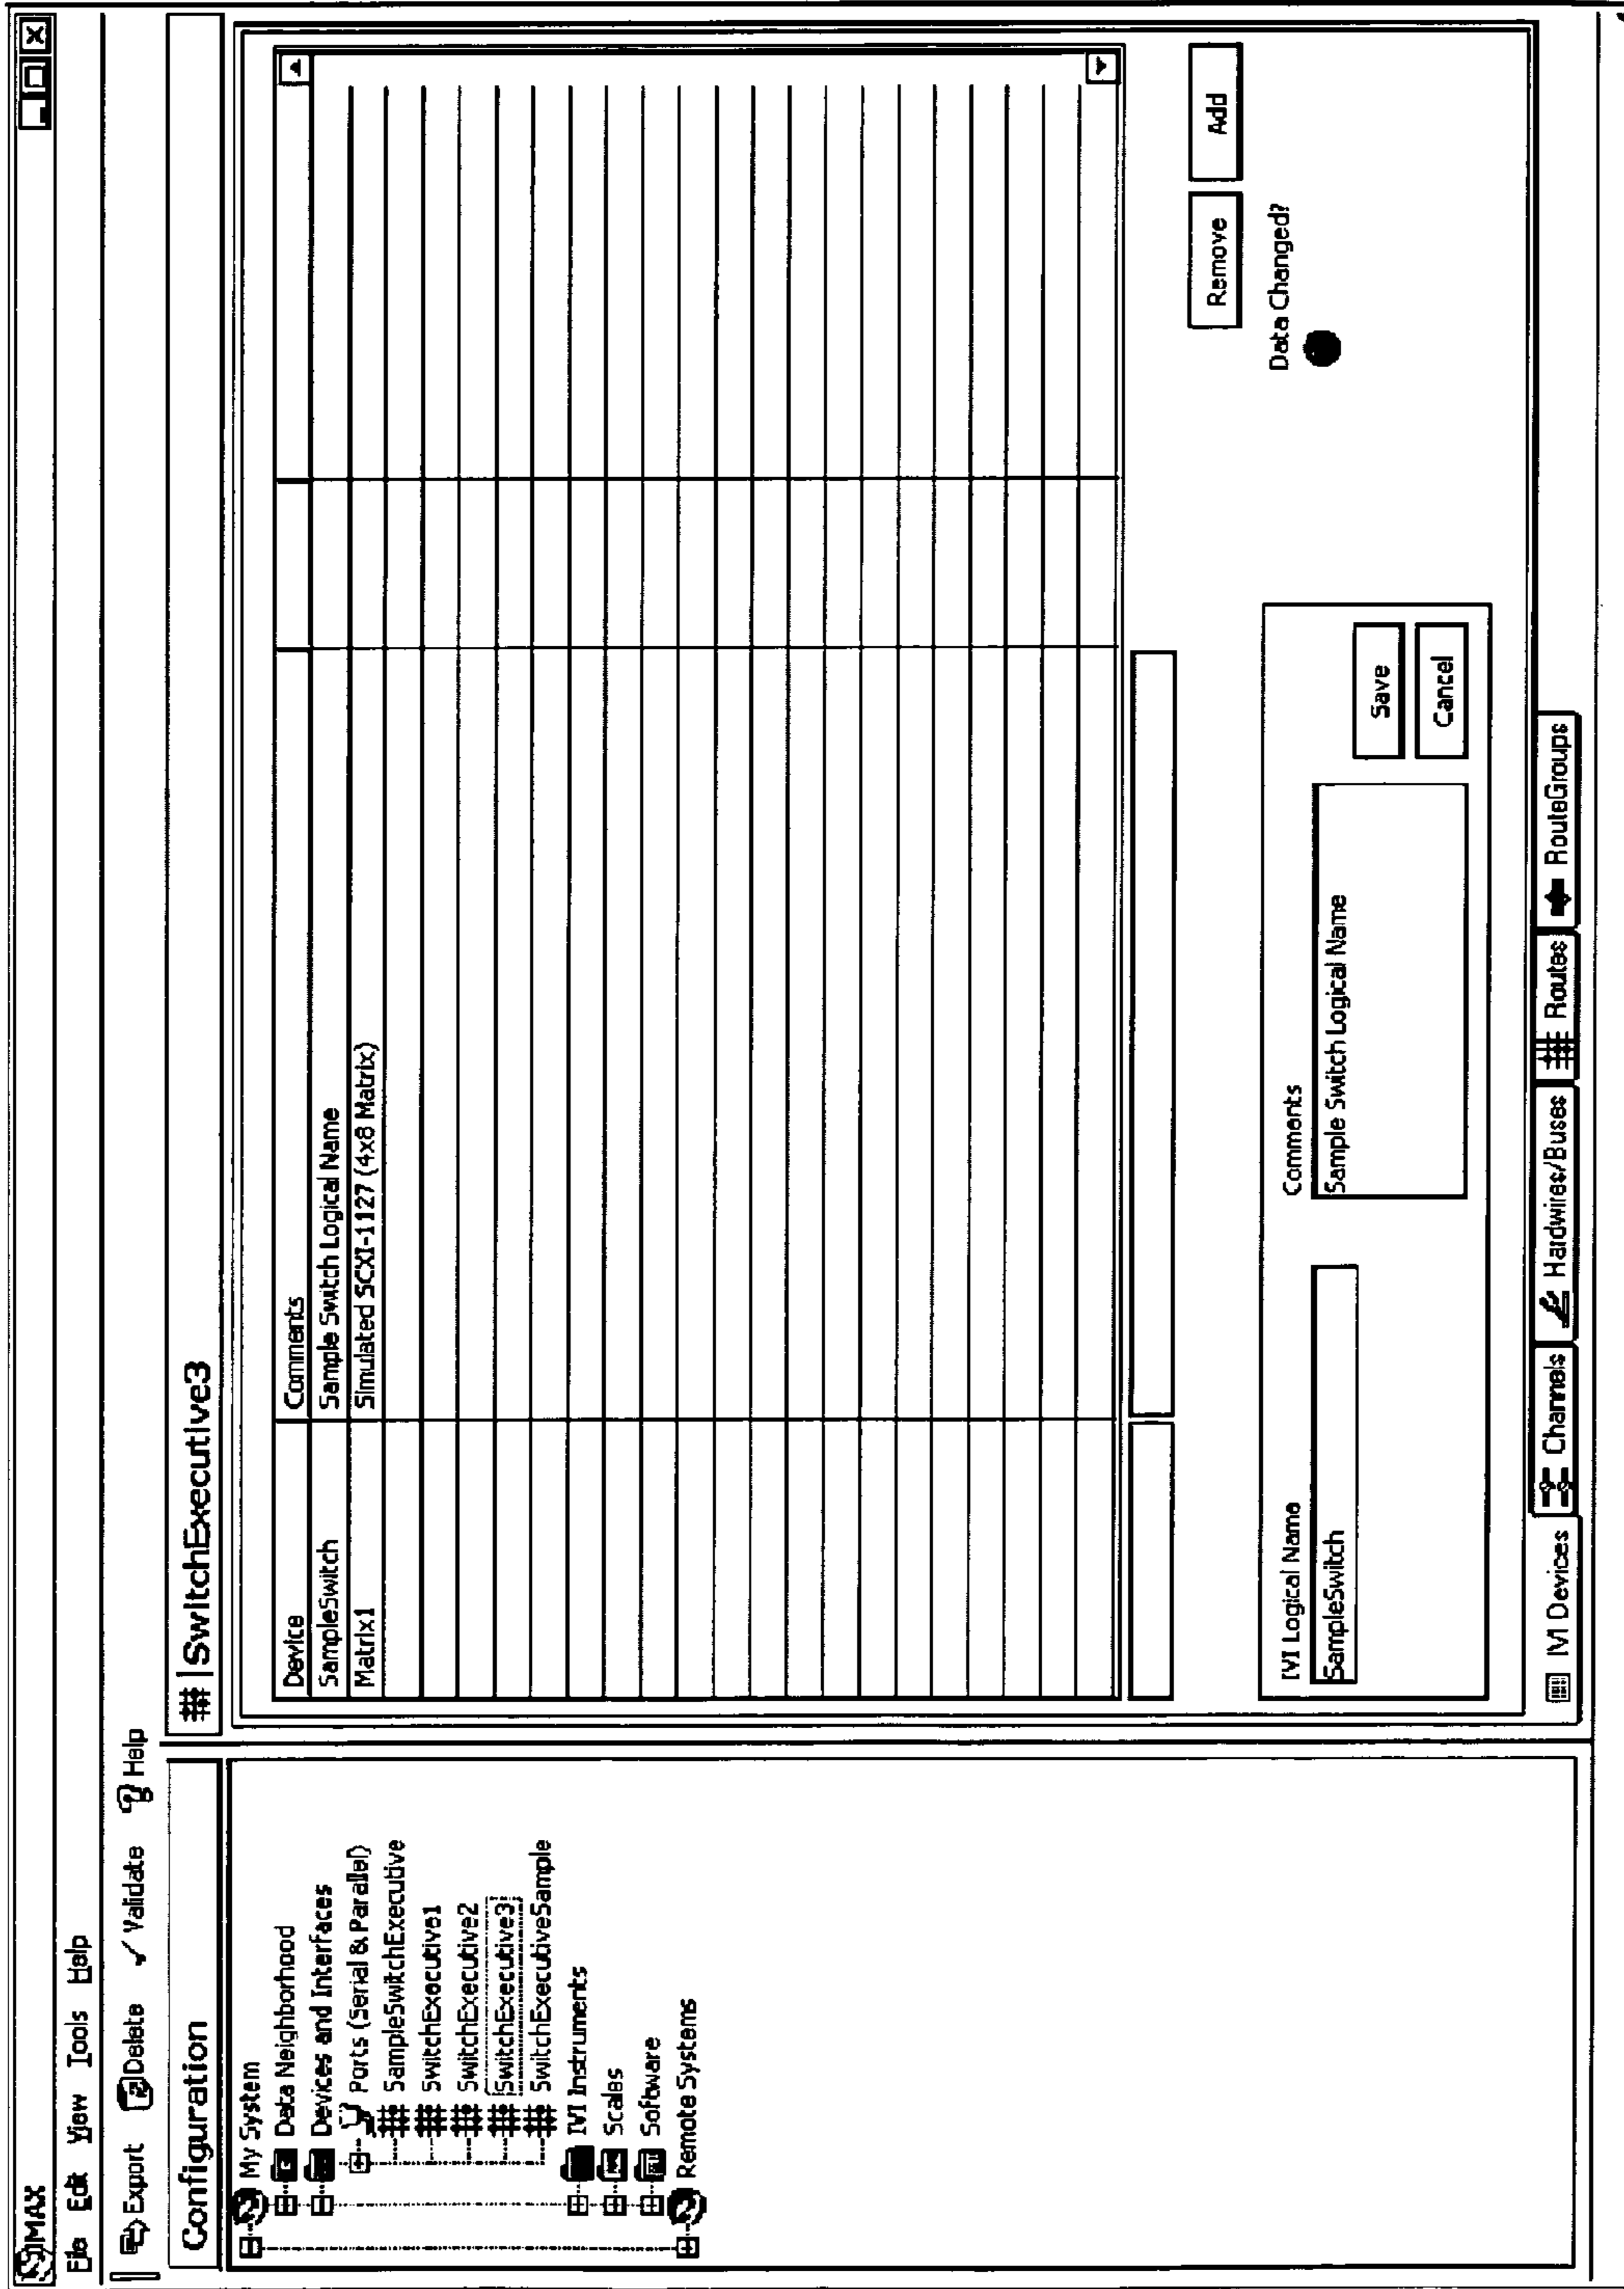 MAX
File Edit View Tools Help
Export Delete Validate Help
Configuration
My System
Data Neighborhood
Devices and Interfaces
Ports (Serial & Parallel)
SampleSwitchExecutive
SwitchExecutive1
SwitchExecutive2
SwitchExecutive3
SwitchExecutiveSample
IVI Instruments
Scales
Software
Remote Systems
SwitchExecutive3
Device Comments
SampleSwitch Sample Switch Logical Name
Matrix1 Simulated SCXI-1127 (4x8 Matrix)
Remove Add
Data Changed?
IVI Logical Name Comments
SampleSwitch Sample Switch Logical Name
Save
Cancel
IVI Devices Channels Hardwires/Buses Routes RouteGroups